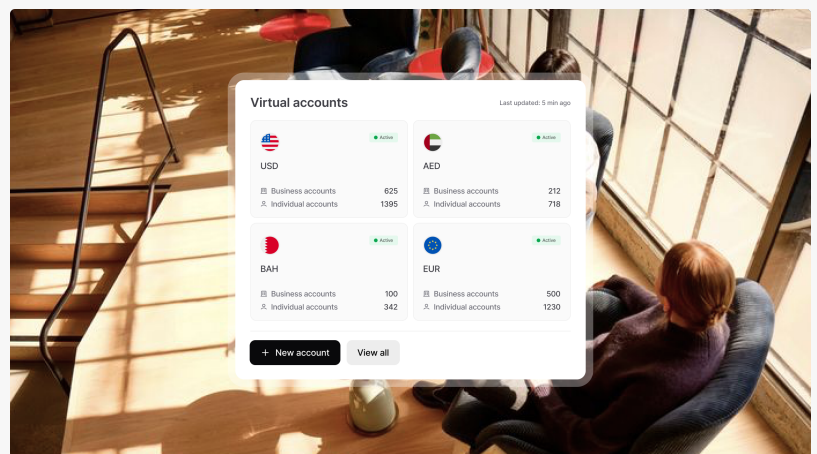 Virtual accounts
Last updated: 5 min ago
Active
USD
Business accounts 625
Individual accounts 1395
Active
AED
Business accounts 212
Individual accounts 718
Active
BAH
Business accounts 100
Individual accounts 342
Active
EUR
Business accounts 500
Individual accounts 1230
+ New account
View all